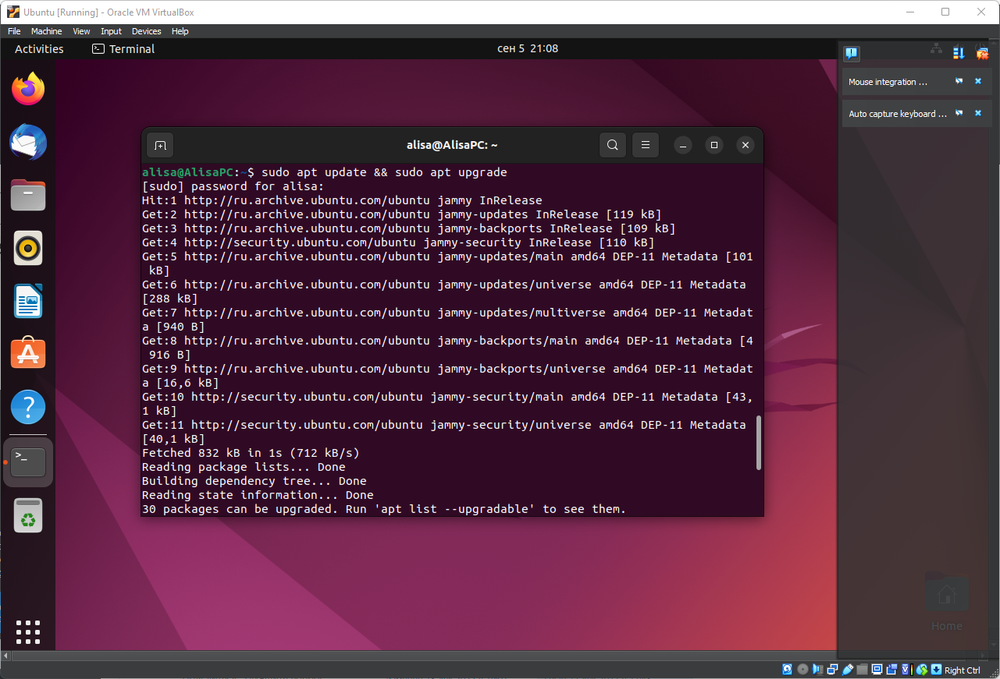 Ubuntu [Running] - Oracle VM VirtualBox
File Machine View Input Devices Help
Activities Terminal сен 5 21:08
Mouse integration ...
Auto capture keyboard ...
alisa@AlisaPC: ~
alisa@AlisaPC:~$ sudo apt update && sudo apt upgrade
[sudo] password for alisa:
Hit:1 http://ru.archive.ubuntu.com/ubuntu jammy InRelease
Get:2 http://ru.archive.ubuntu.com/ubuntu jammy-updates InRelease [119 kB]
Get:3 http://ru.archive.ubuntu.com/ubuntu jammy-backports InRelease [109 kB]
Get:4 http://security.ubuntu.com/ubuntu jammy-security InRelease [110 kB]
Get:5 http://ru.archive.ubuntu.com/ubuntu jammy-updates/main amd64 DEP-11 Metadata [101
kB]
Get:6 http://ru.archive.ubuntu.com/ubuntu jammy-updates/universe amd64 DEP-11 Metadata
[288 kB]
Get:7 http://ru.archive.ubuntu.com/ubuntu jammy-updates/multiverse amd64 DEP-11 Metadat
a [940 B]
Get:8 http://ru.archive.ubuntu.com/ubuntu jammy-backports/main amd64 DEP-11 Metadata [4
916 B]
Get:9 http://ru.archive.ubuntu.com/ubuntu jammy-backports/universe amd64 DEP-11 Metadat
a [16,6 kB]
Get:10 http://security.ubuntu.com/ubuntu jammy-security/main amd64 DEP-11 Metadata [43,
1 kB]
Get:11 http://security.ubuntu.com/ubuntu jammy-security/universe amd64 DEP-11 Metadata
[40,1 kB]
Fetched 832 kB in 1s (712 kB/s)
Reading package lists... Done
Building dependency tree... Done
Reading state information... Done
30 packages can be upgraded. Run 'apt list --upgradable' to see them.
Home
Right Ctrl